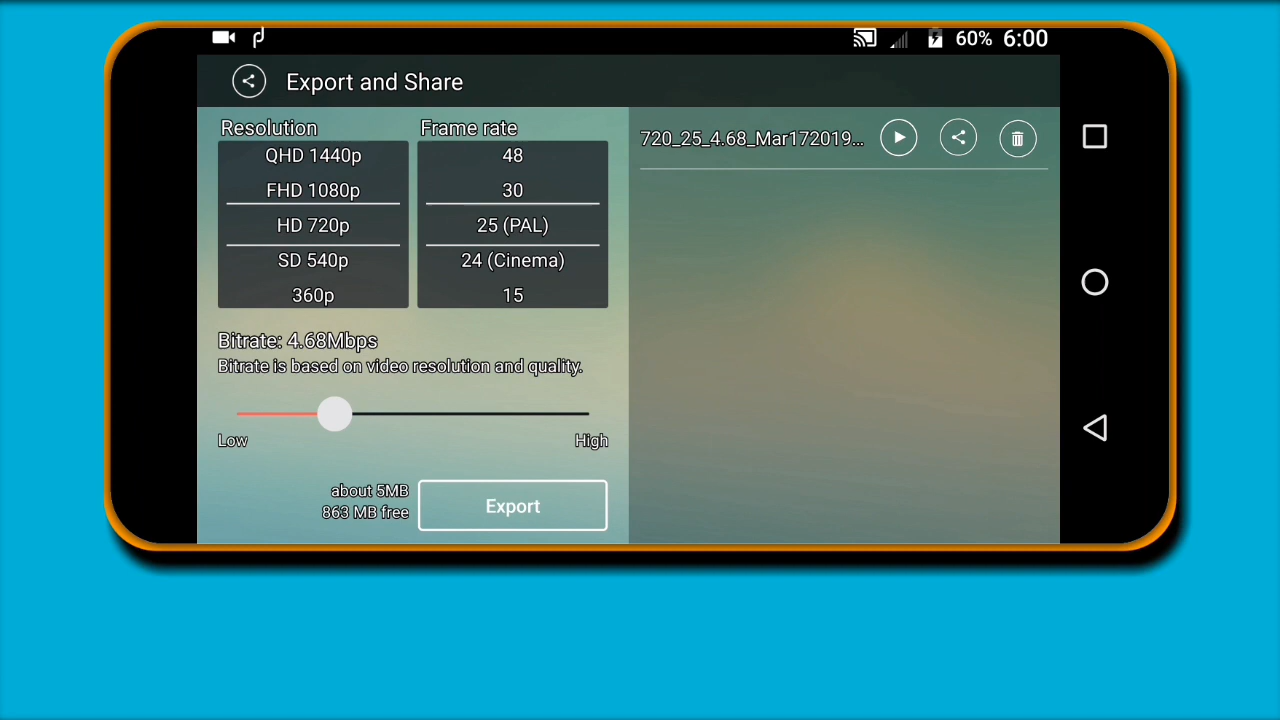 60% 6:00
Export and Share
Resolution
QHD 1440p
FHD 1080p
HD 720p
SD 540p
360p
Frame rate
48
30
25 (PAL)
24 (Cinema)
15
Bitrate: 4.68Mbps
Bitrate is based on video resolution and quality.
Low
High
about 5MB
863 MB free
Export
720_25_4.68_Mar172019...